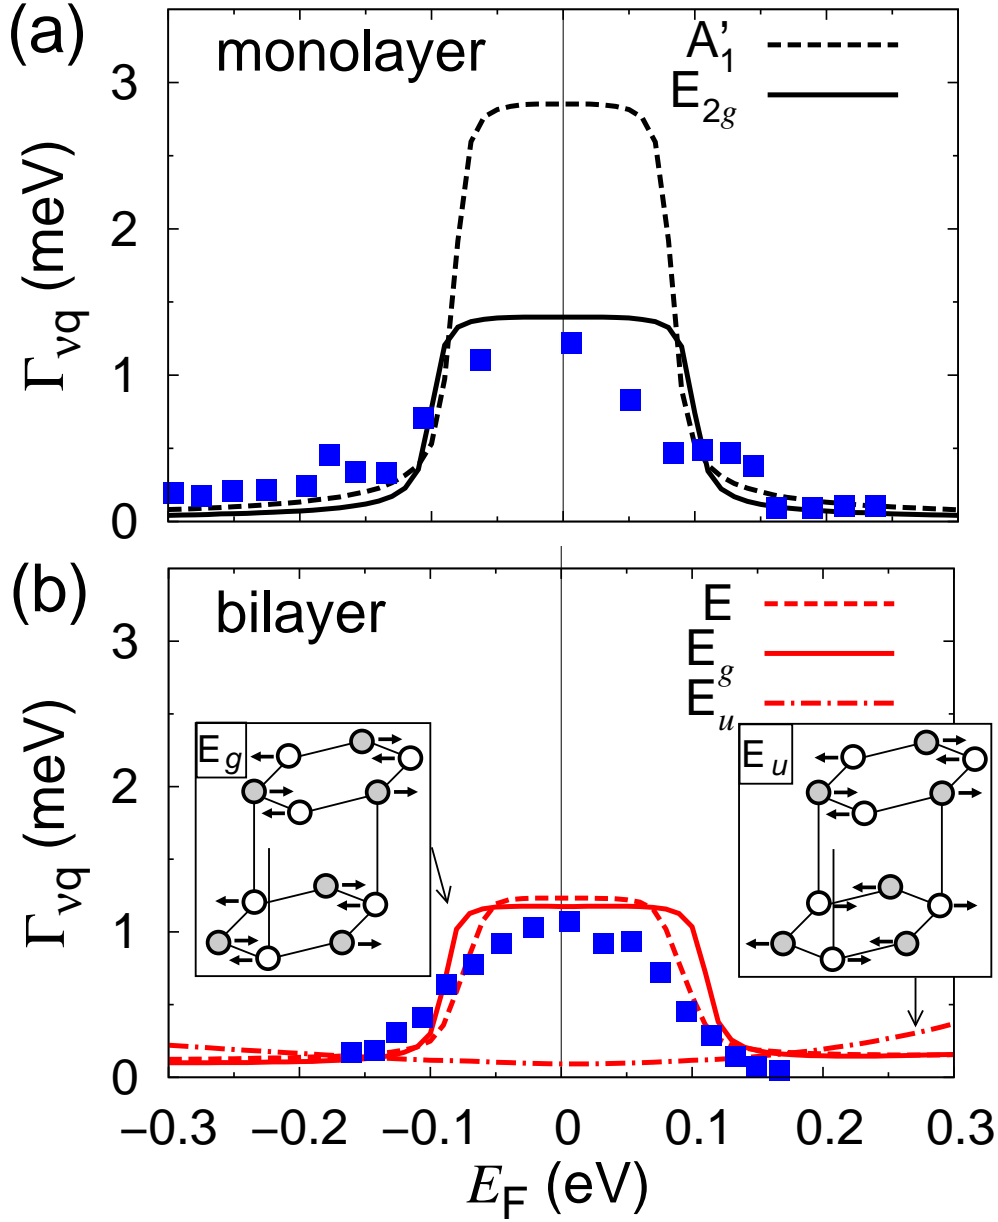 (a) monolayer
A′₁
E₂g
3
2
1
0
Γνq (meV)
(b) bilayer
E
Eg
Eu
3
2
1
0
Γνq (meV)
Eg
Eu
−0.3 −0.2 −0.1 0 0.1 0.2 0.3
EF (eV)